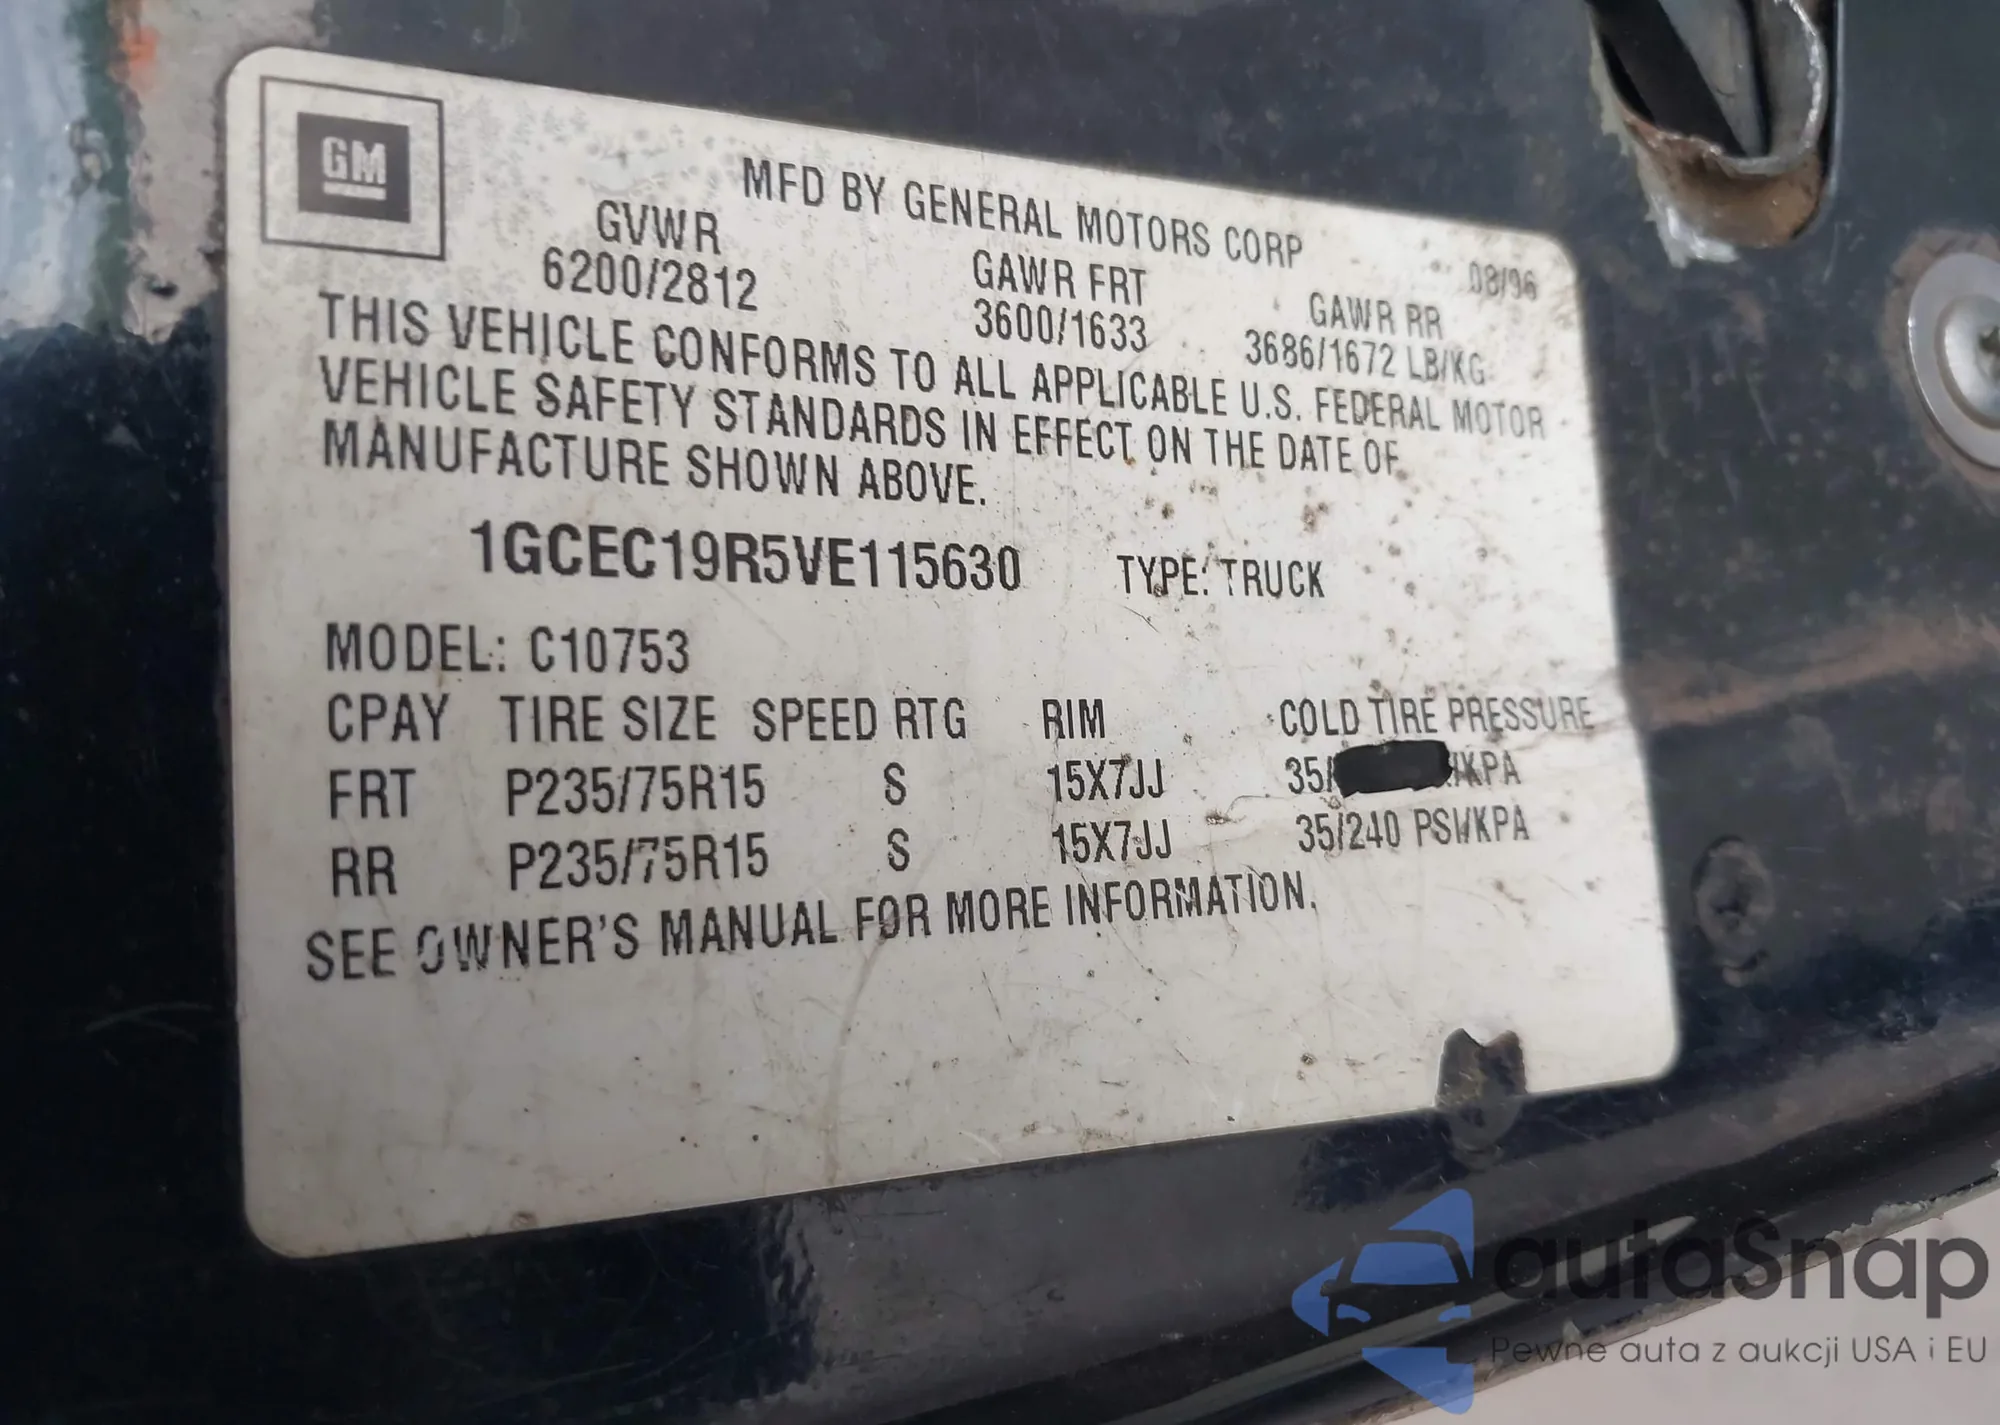 GM
MFD BY GENERAL MOTORS CORP
08/96
GVWR GAWR FRT GAWR RR
6200/2812 3600/1633 3686/1672 LB/KG
THIS VEHICLE CONFORMS TO ALL APPLICABLE U.S. FEDERAL MOTOR
VEHICLE SAFETY STANDARDS IN EFFECT ON THE DATE OF
MANUFACTURE SHOWN ABOVE.
1GCEC19R5VE115630 TYPE: TRUCK
MODEL: C10753
CPAY TIRE SIZE SPEED RTG RIM COLD TIRE PRESSURE
FRT P235/75R15 S 15X7JJ 35/ /KPA
RR P235/75R15 S 15X7JJ 35/240 PSI/KPA
SEE OWNER'S MANUAL FOR MORE INFORMATION.
autaSnap
Pewne auta z aukcji USA i EU